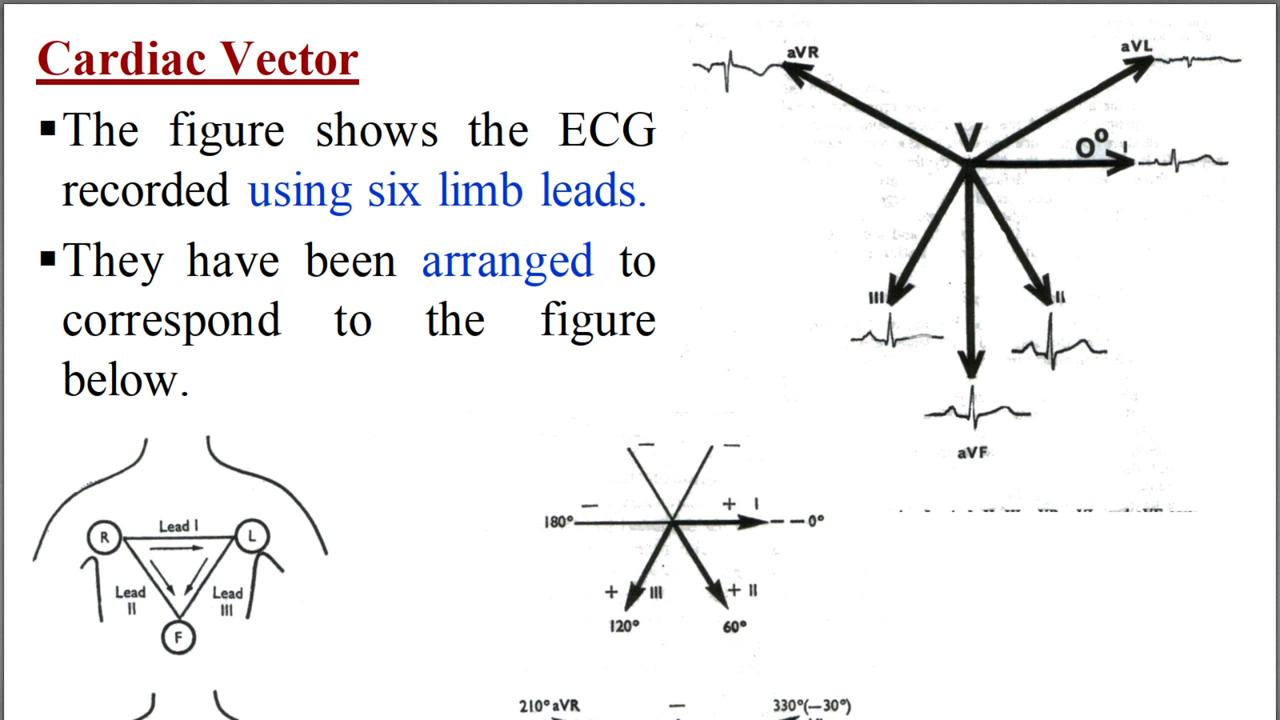 Cardiac Vector
▪The figure shows the ECG
recorded using six limb leads.
▪They have been arranged to
correspond to the figure
below.
aVR
aVL
V
0° I
III
II
aVF
R
Lead I
L
Lead
II
Lead
III
F
−
−
−
+ I
180°
0°
+ III
+ II
120°
60°
210° aVR
−
330°(−30°)